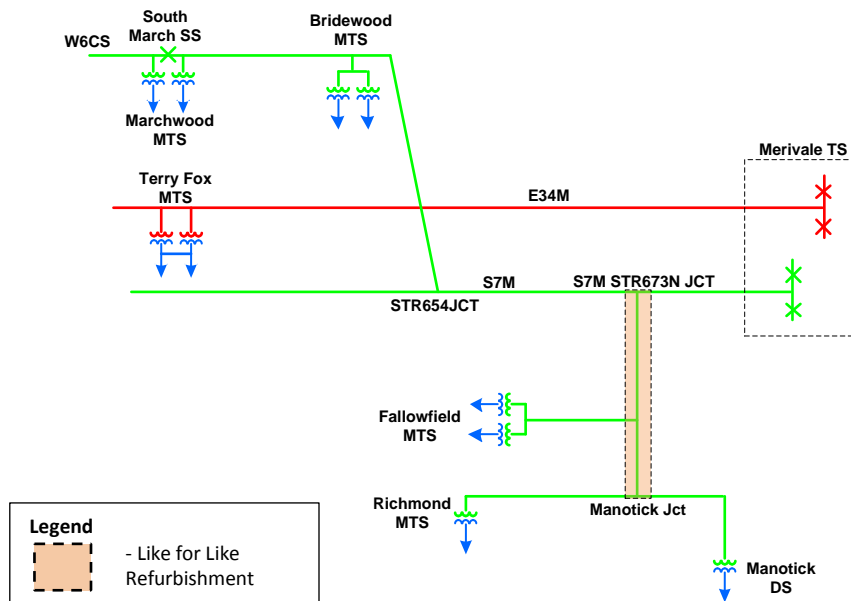 W6CS
South
March SS
Bridewood
MTS
Marchwood
MTS
Merivale TS
Terry Fox
MTS
E34M
S7M
S7M STR673N JCT
STR654JCT
Fallowfield
MTS
Richmond
MTS
Manotick Jct
Manotick
DS
Legend
- Like for Like
Refurbishment